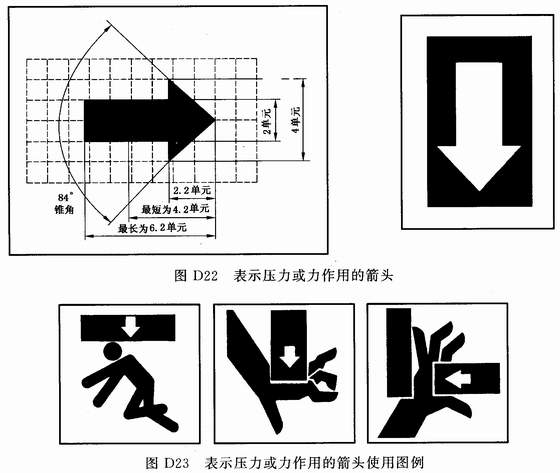 2单元
4单元
84°
锥角
2.2单元
最短为4.2单元
最长为6.2单元
图 D22 表示压力或力作用的箭头
图 D23 表示压力或力作用的箭头使用图例